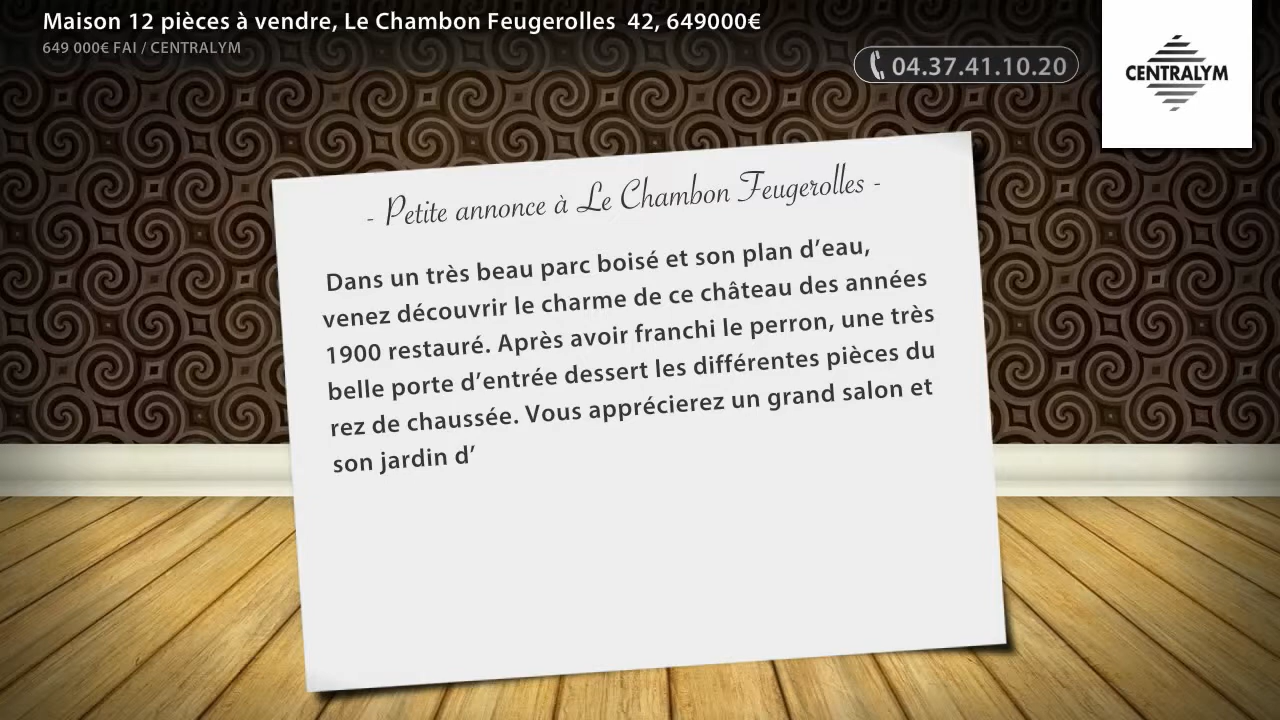 Maison 12 pièces à vendre, Le Chambon Feugerolles  42, 649000€
649 000€ FAI / CENTRALYM
04.37.41.10.20
CENTRALYM
- Petite annonce à Le Chambon Feugerolles -
Dans un très beau parc boisé et son plan d’eau,
venez découvrir le charme de ce château des années
1900 restauré. Après avoir franchi le perron, une très
belle porte d’entrée dessert les différentes pièces du
rez de chaussée. Vous apprécierez un grand salon et
son jardin d’